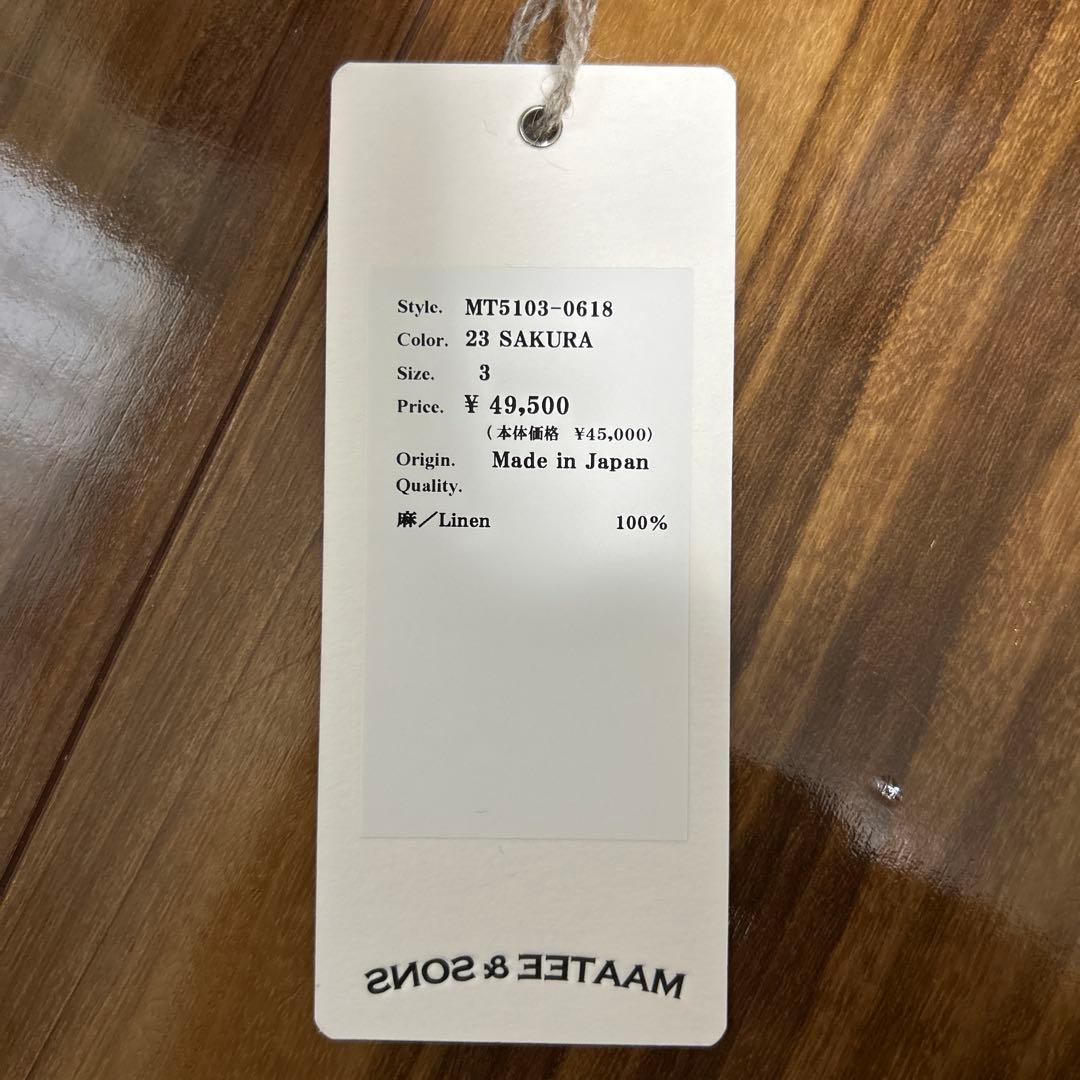 Style. MT5103-0618
Color. 23 SAKURA
Size. 3
Price. ¥ 49,500
(本体価格 ¥45,000)
Origin. Made in Japan
Quality.
麻／Linen 100%
MAATEE & SONS